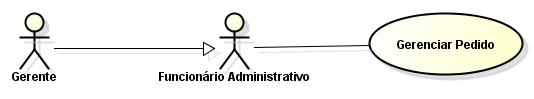 Gerenciar Pedido
Gerente
Funcionário Administrativo